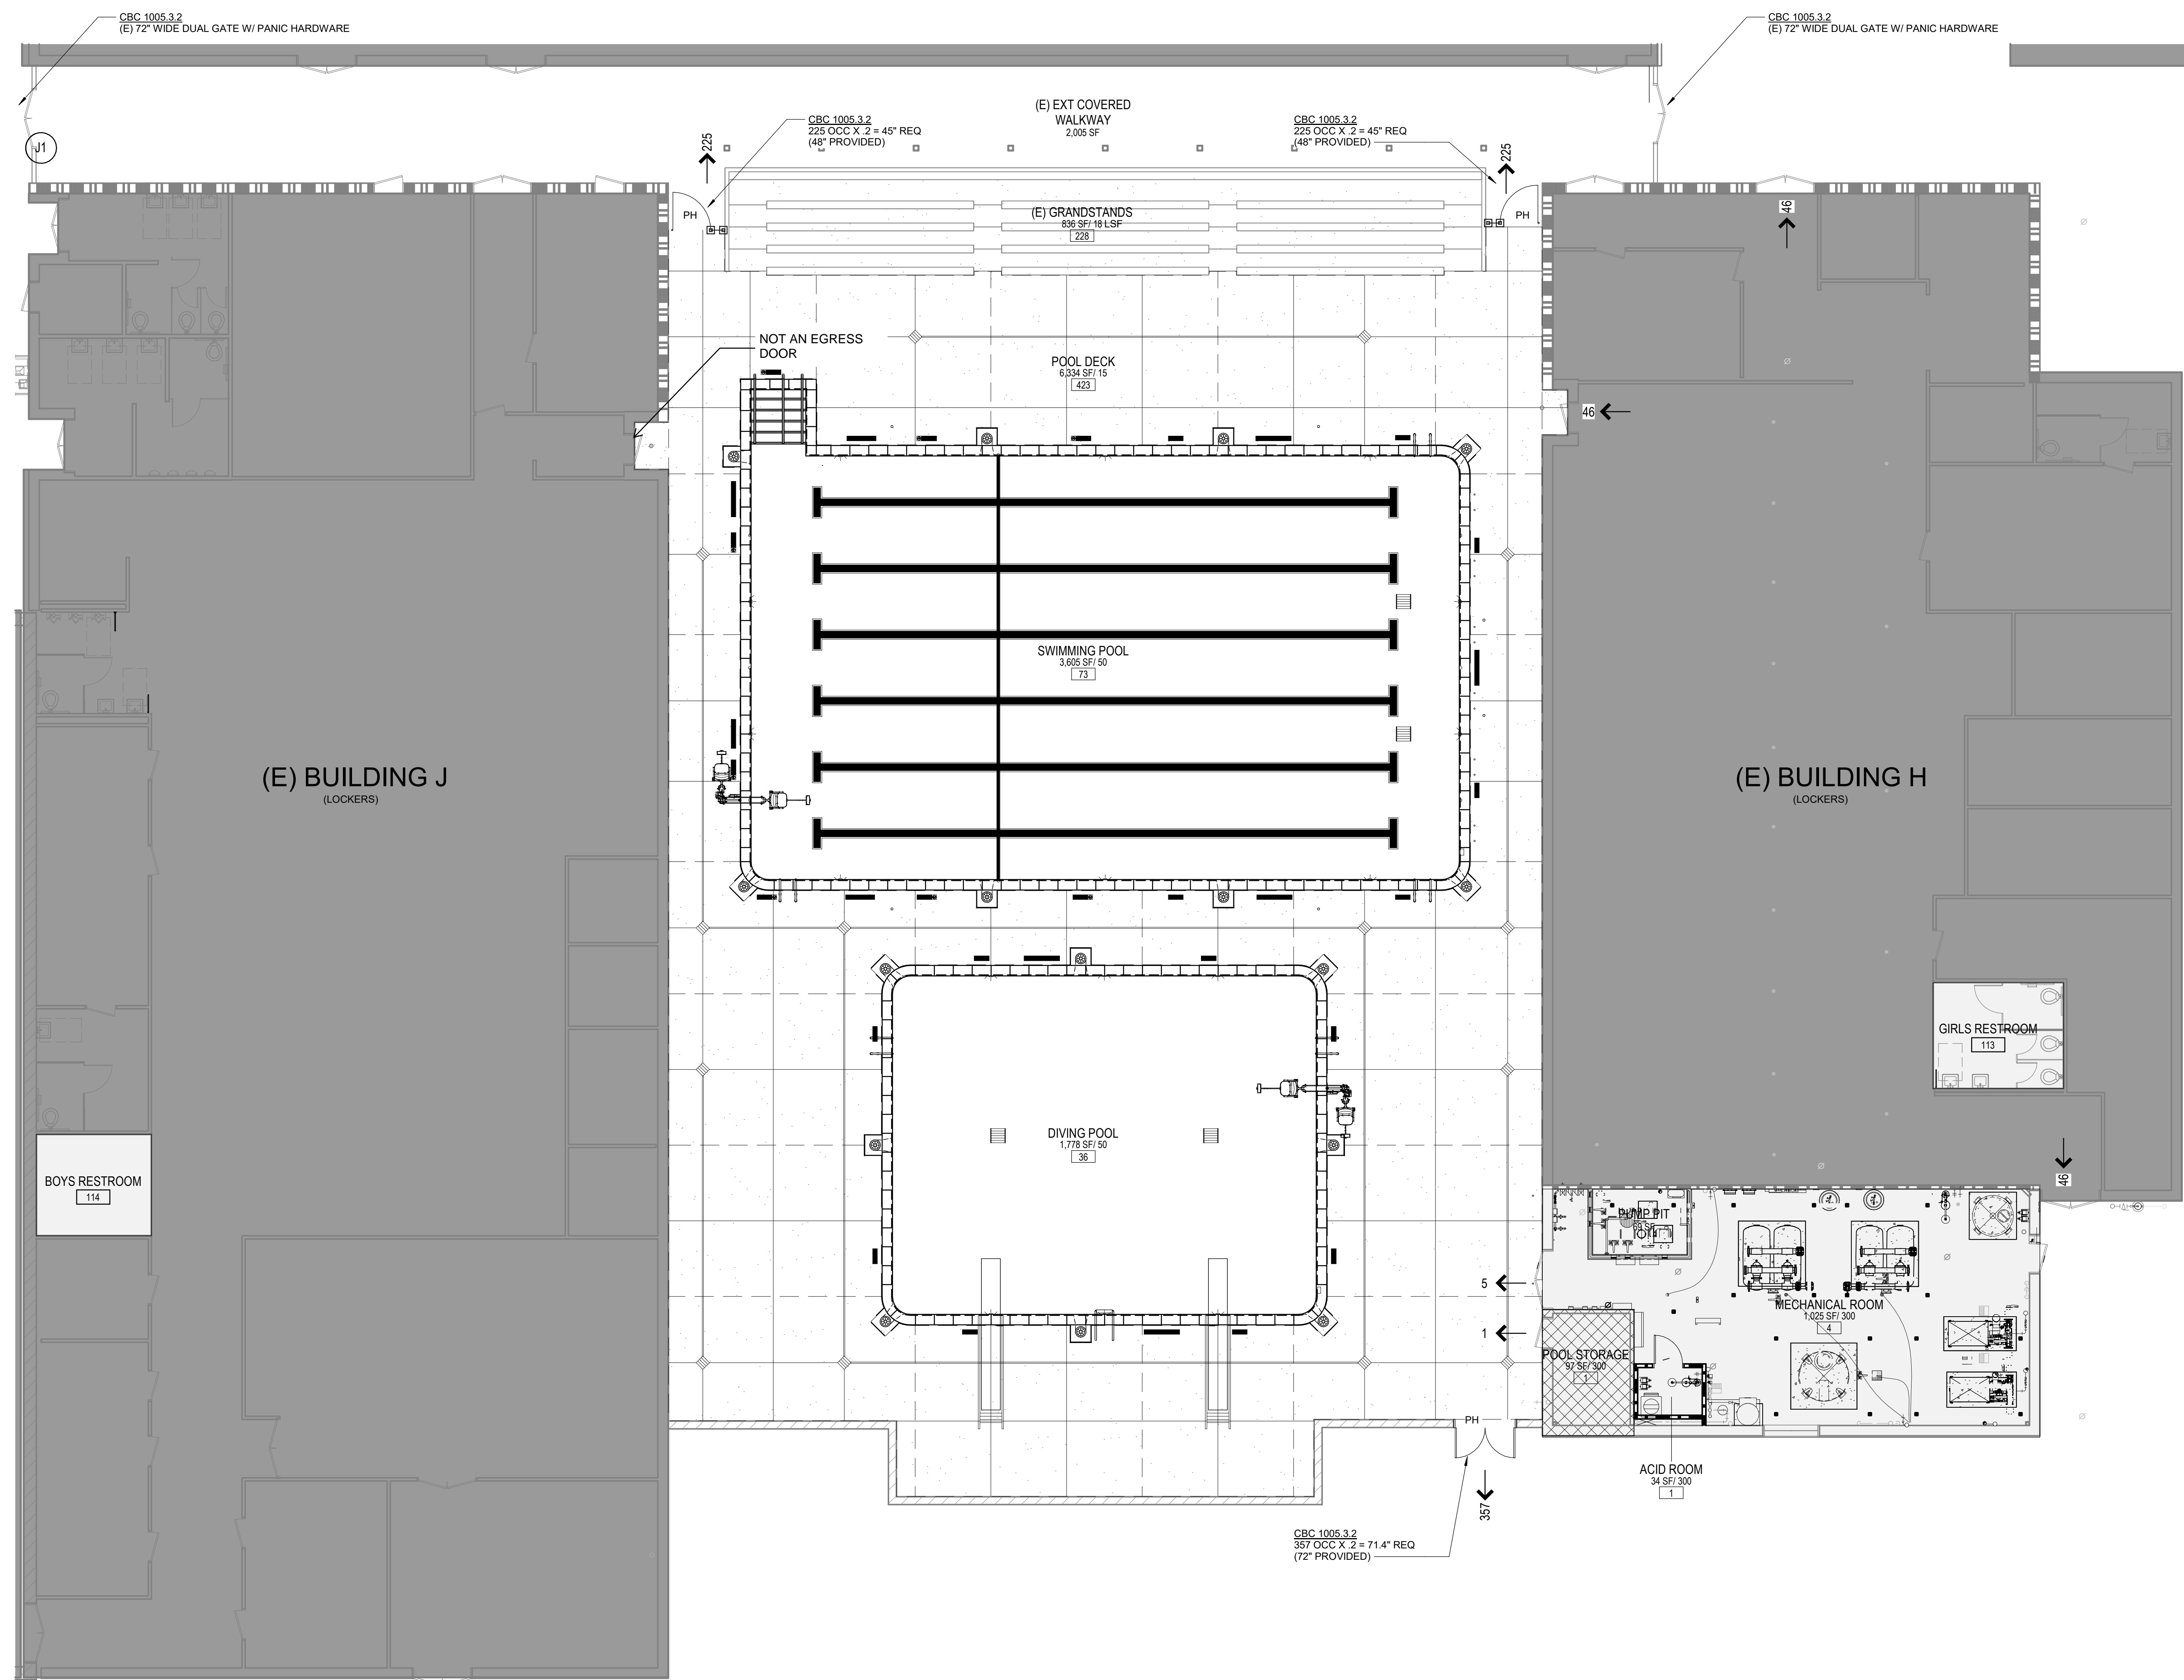 CBC 1005.3.2
(E) 72" WIDE DUAL GATE W/ PANIC HARDWARE
CBC 1005.3.2
(E) 72" WIDE DUAL GATE W/ PANIC HARDWARE
J1
(E) EXT COVERED
WALKWAY
2,005 SF
CBC 1005.3.2
225 OCC X .2 = 45" REQ
(48" PROVIDED)
CBC 1005.3.2
225 OCC X .2 = 45" REQ
(48" PROVIDED)
225
225
PH
PH
(E) GRANDSTANDS
836 SF/ 18 LSF
228
46
NOT AN EGRESS
DOOR
POOL DECK
6,334 SF/ 15
423
46
SWIMMING POOL
3,605 SF/ 50
73
(E) BUILDING J
(LOCKERS)
(E) BUILDING H
(LOCKERS)
GIRLS RESTROOM
113
DIVING POOL
1,778 SF/ 50
36
BOYS RESTROOM
114
46
PUMP PIT
69 SF
5
MECHANICAL ROOM
1,025 SF/ 300
4
1
POOL STORAGE
97 SF/ 300
1
PH
ACID ROOM
34 SF/ 300
1
357
CBC 1005.3.2
357 OCC X .2 = 71.4" REQ
(72" PROVIDED)